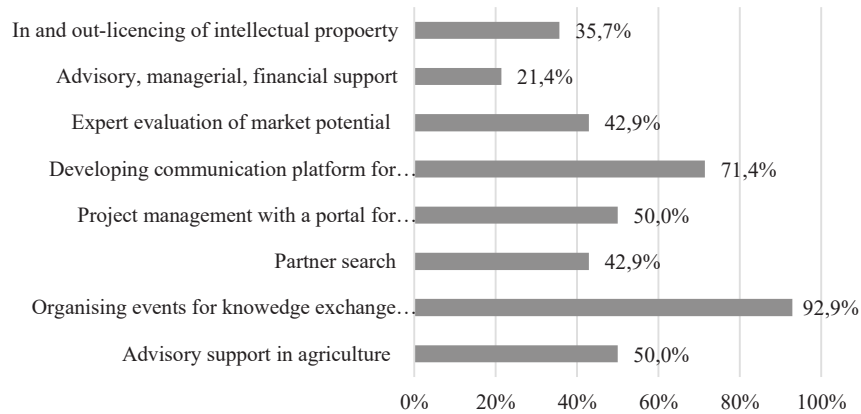 In and out-licencing of intellectual propoerty 35,7%
Advisory, managerial, financial support 21,4%
Expert evaluation of market potential 42,9%
Developing communication platform for… 71,4%
Project management with a portal for… 50,0%
Partner search 42,9%
Organising events for knowedge exchange… 92,9%
Advisory support in agriculture 50,0%
0% 20% 40% 60% 80% 100%